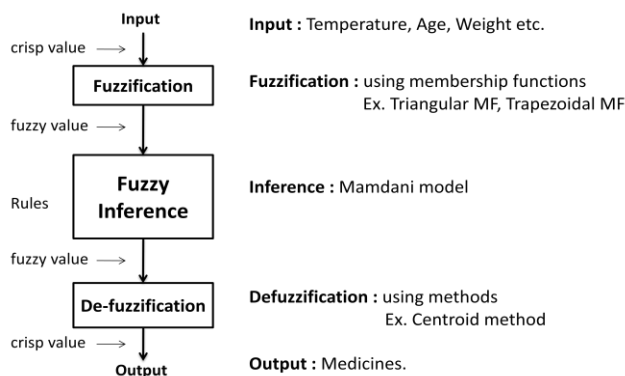 Input
Input : Temperature, Age, Weight etc.
crisp value
Fuzzification
Fuzzification : using membership functions
Ex. Triangular MF, Trapezoidal MF
fuzzy value
Fuzzy
Inference
Rules
Inference : Mamdani model
fuzzy value
De-fuzzification
Defuzzification : using methods
Ex. Centroid method
crisp value
Output
Output : Medicines.